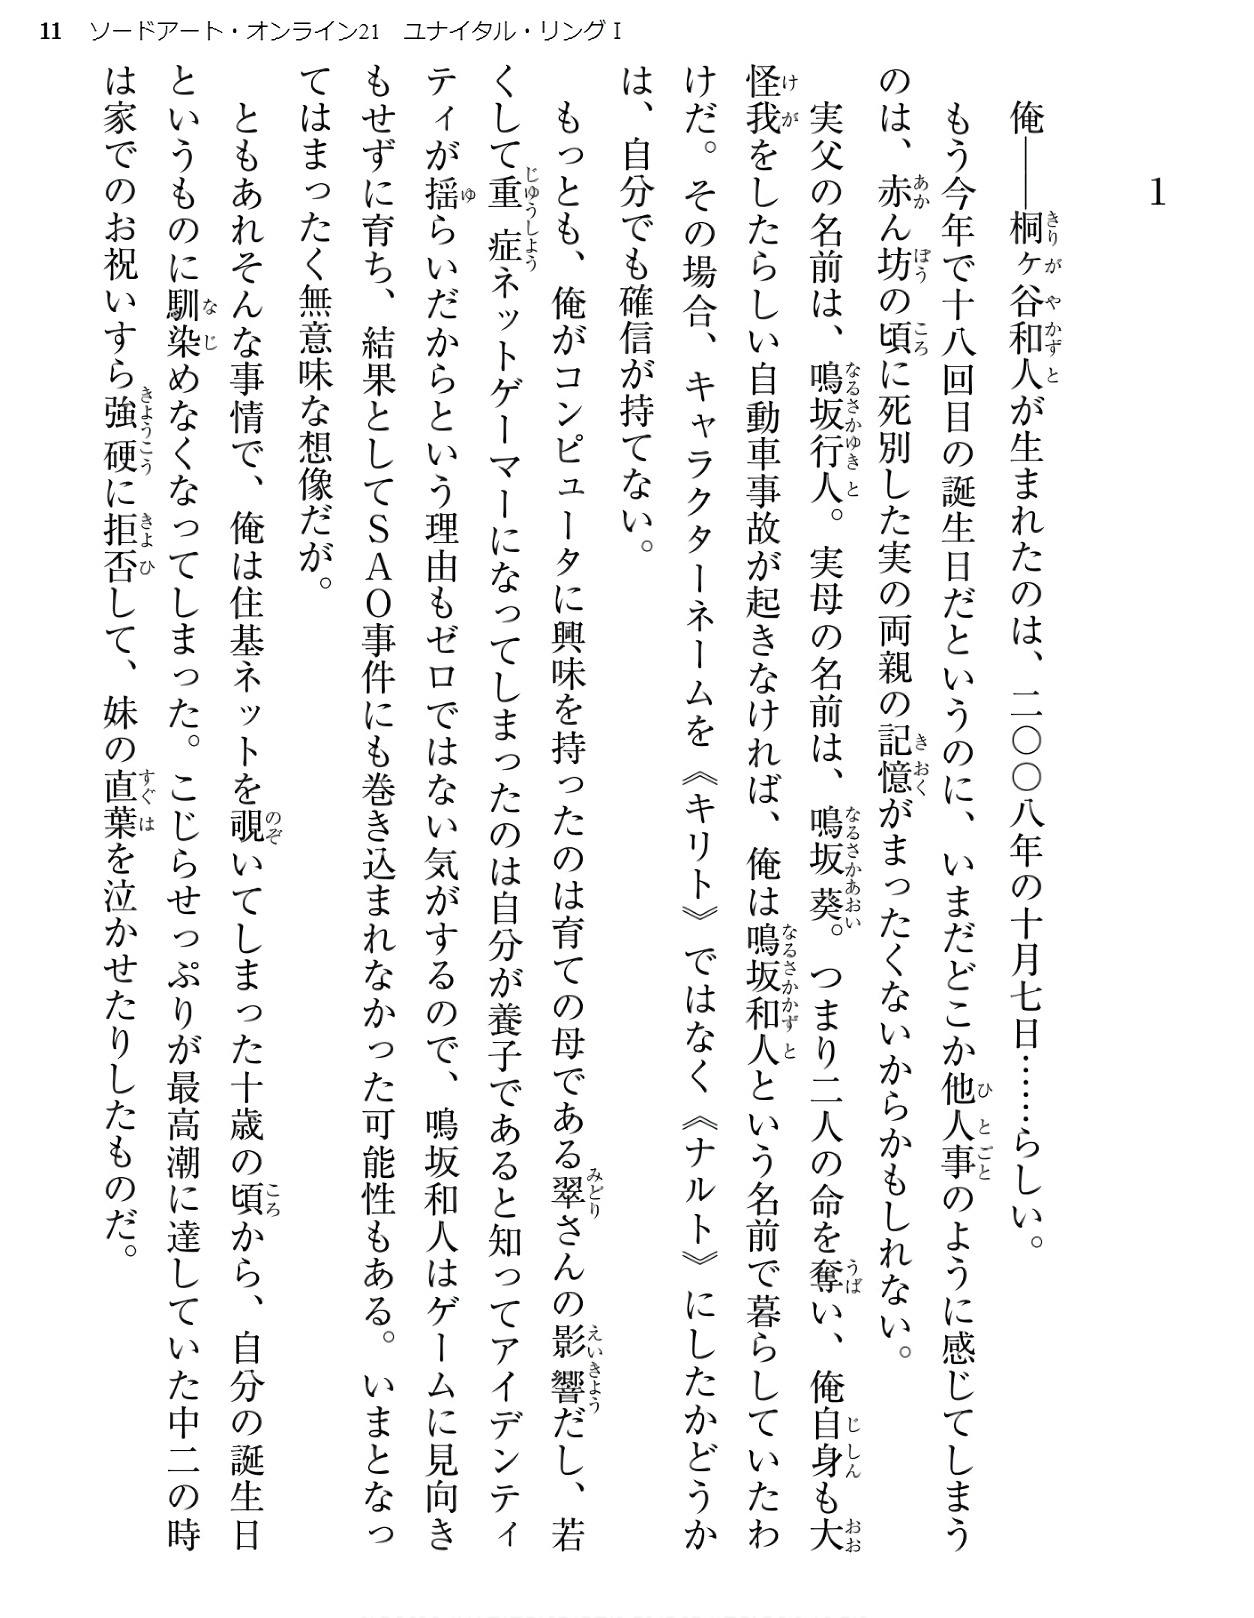 11 ソードアート・オンライン21　ユナイタル・リングⅠ
1
俺――桐ヶ谷和人が生まれたのは、二〇〇八年の十月七日……らしい。
もう今年で十八回目の誕生日だというのに、いまだどこか他人事のように感じてしまう
のは、赤ん坊の頃に死別した実の両親の記憶がまったくないからかもしれない。
実父の名前は、鳴坂行人。実母の名前は、鳴坂葵。つまり二人の命を奪い、俺自身も大
怪我をしたらしい自動車事故が起きなければ、俺は鳴坂和人という名前で暮らしていたわ
けだ。その場合、キャラクターネームを《キリト》ではなく《ナルト》にしたかどうか
は、自分でも確信が持てない。
もっとも、俺がコンピュータに興味を持ったのは育ての母である翠さんの影響だし、若
くして重症ネットゲーマーになってしまったのは自分が養子であると知ってアイデンティ
ティが揺らいだからという理由もゼロではない気がするので、鳴坂和人はゲームに見向き
もせずに育ち、結果としてＳＡＯ事件にも巻き込まれなかった可能性もある。いまとなっ
てはまったく無意味な想像だが。
ともあれそんな事情で、俺は住基ネットを覗いてしまった十歳の頃から、自分の誕生日
というものに馴染めなくなってしまった。こじらせっぷりが最高潮に達していた中二の時
は家でのお祝いすら強硬に拒否して、妹の直葉を泣かせたりしたものだ。